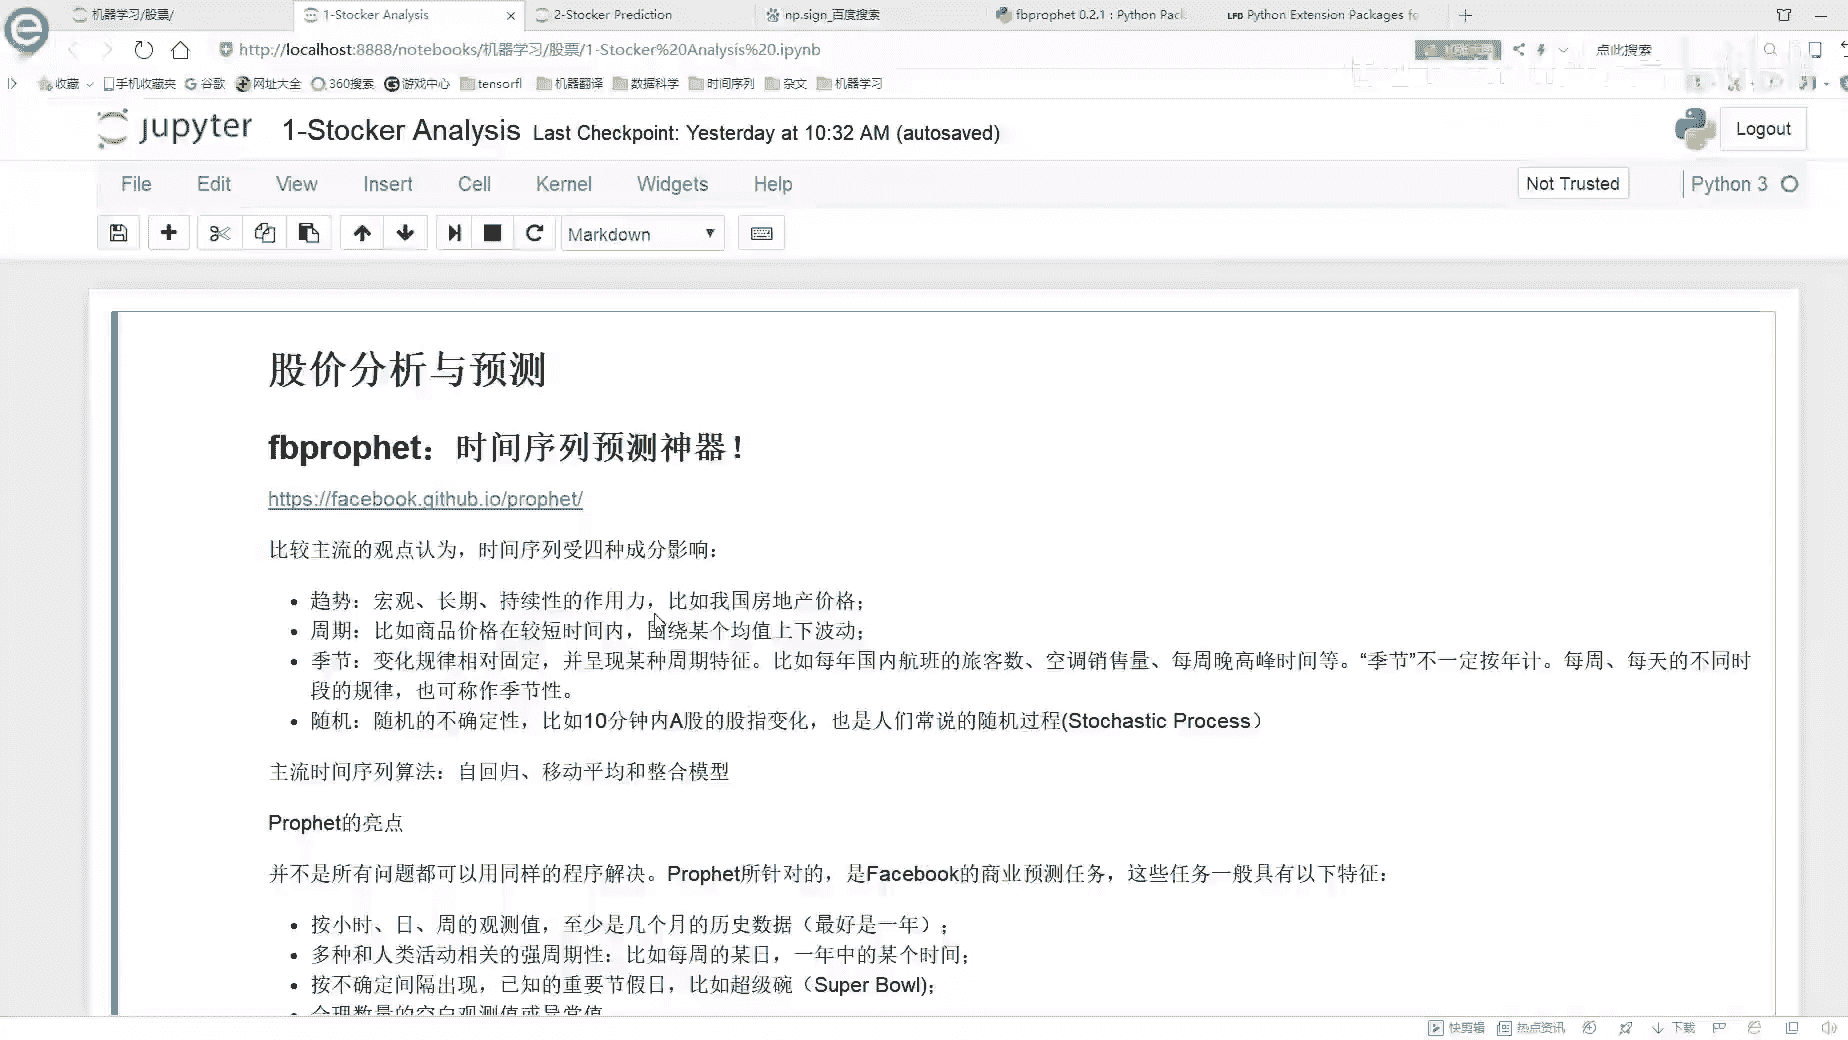 机器学习/股票/
1-Stocker Analysis
2-Stocker Prediction
np.sign_百度搜索
fbprophet 0.2.1 : Python Pack
LFD Python Extension Packages fo
http://localhost:8888/notebooks/机器学习/股票/1-Stocker%20Analysis%20.ipynb
点此搜索
收藏
手机收藏夹
谷歌
网址大全
360搜索
游戏中心
tensorfl
机器翻译
数据科学
时间序列
杂文
机器学习
jupyter
1-Stocker Analysis Last Checkpoint: Yesterday at 10:32 AM (autosaved)
Logout
File Edit View Insert Cell Kernel Widgets Help
Not Trusted
Python 3
Markdown
股价分析与预测
fbprophet：时间序列预测神器！
https://facebook.github.io/prophet/
比较主流的观点认为，时间序列受四种成分影响：
趋势：宏观、长期、持续性的作用力，比如我国房地产价格；
周期：比如商品价格在较短时间内，围绕某个均值上下波动；
季节：变化规律相对固定，并呈现某种周期特征。比如每年国内航班的旅客数、空调销售量、每周晚高峰时间等。“季节”不一定按年计。每周、每天的不同时
段的规律，也可称作季节性。
随机：随机的不确定性，比如10分钟内A股的股指变化，也是人们常说的随机过程(Stochastic Process）
主流时间序列算法：自回归、移动平均和整合模型
Prophet的亮点
并不是所有问题都可以用同样的程序解决。Prophet所针对的，是Facebook的商业预测任务，这些任务一般具有以下特征：
按小时、日、周的观测值，至少是几个月的历史数据（最好是一年）；
多种和人类活动相关的强周期性：比如每周的某日，一年中的某个时间；
按不确定间隔出现，已知的重要节假日，比如超级碗（Super Bowl)；
合理数量的空白观测值或异常值
快剪辑
热点资讯
下载